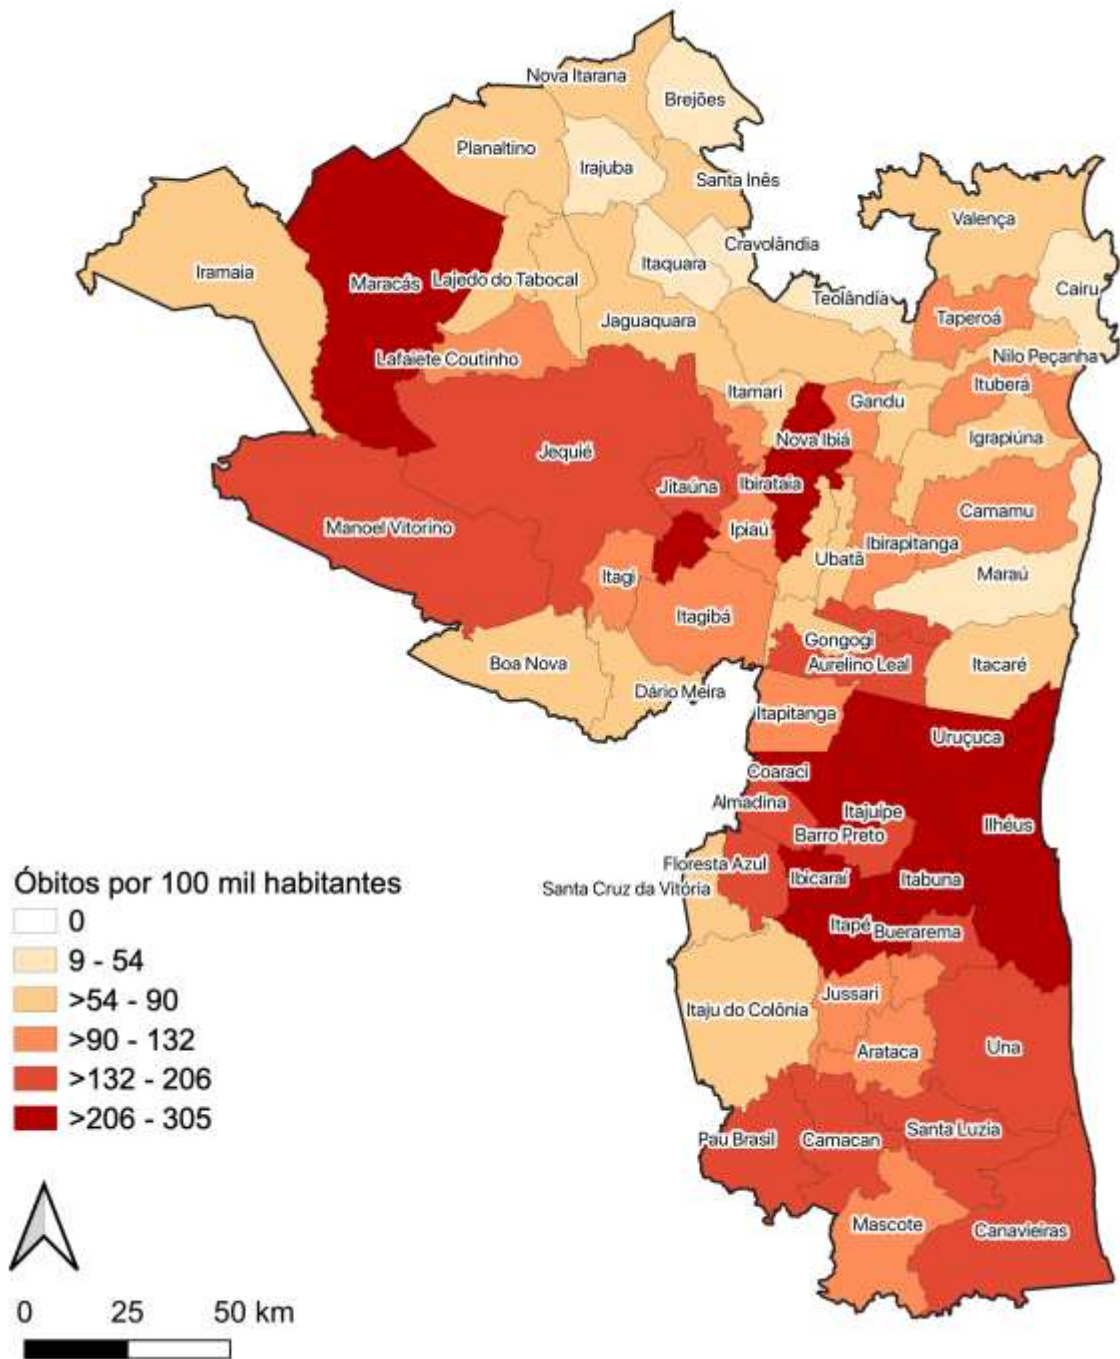 Nova Itarana
Brejões
Planaltino
Irajuba
Santa Inês
Valença
Cravolândia
Iramaia
Maracás
Lajedo do Tabocal
Itaquara
Teolândia
Cairu
Jaguaquara
Taperoá
Lafaiete Coutinho
Nilo Peçanha
Itamari
Gandu
Ituberá
Nova Ibiá
Igrapiúna
Jequié
Jitaúna
Ibirataia
Manoel Vitorino
Ipiaú
Camamu
Ibirapitanga
Ubatã
Itagi
Maraú
Itagibá
Gongogi
Boa Nova
Aurelino Leal
Itacaré
Dário Meira
Itapitanga
Uruçuca
Coaraci
Almadina
Itajuípe
Ilhéus
Barro Preto
Floresta Azul
Ibicaraí
Itabuna
Santa Cruz da Vitória
Itapé
Buerarema
Jussari
Itaju do Colônia
Arataca
Una
Pau Brasil
Camacan
Santa Luzia
Mascote
Canavieiras
Óbitos por 100 mil habitantes
0
9 - 54
>54 - 90
>90 - 132
>132 - 206
>206 - 305
0 25 50 km